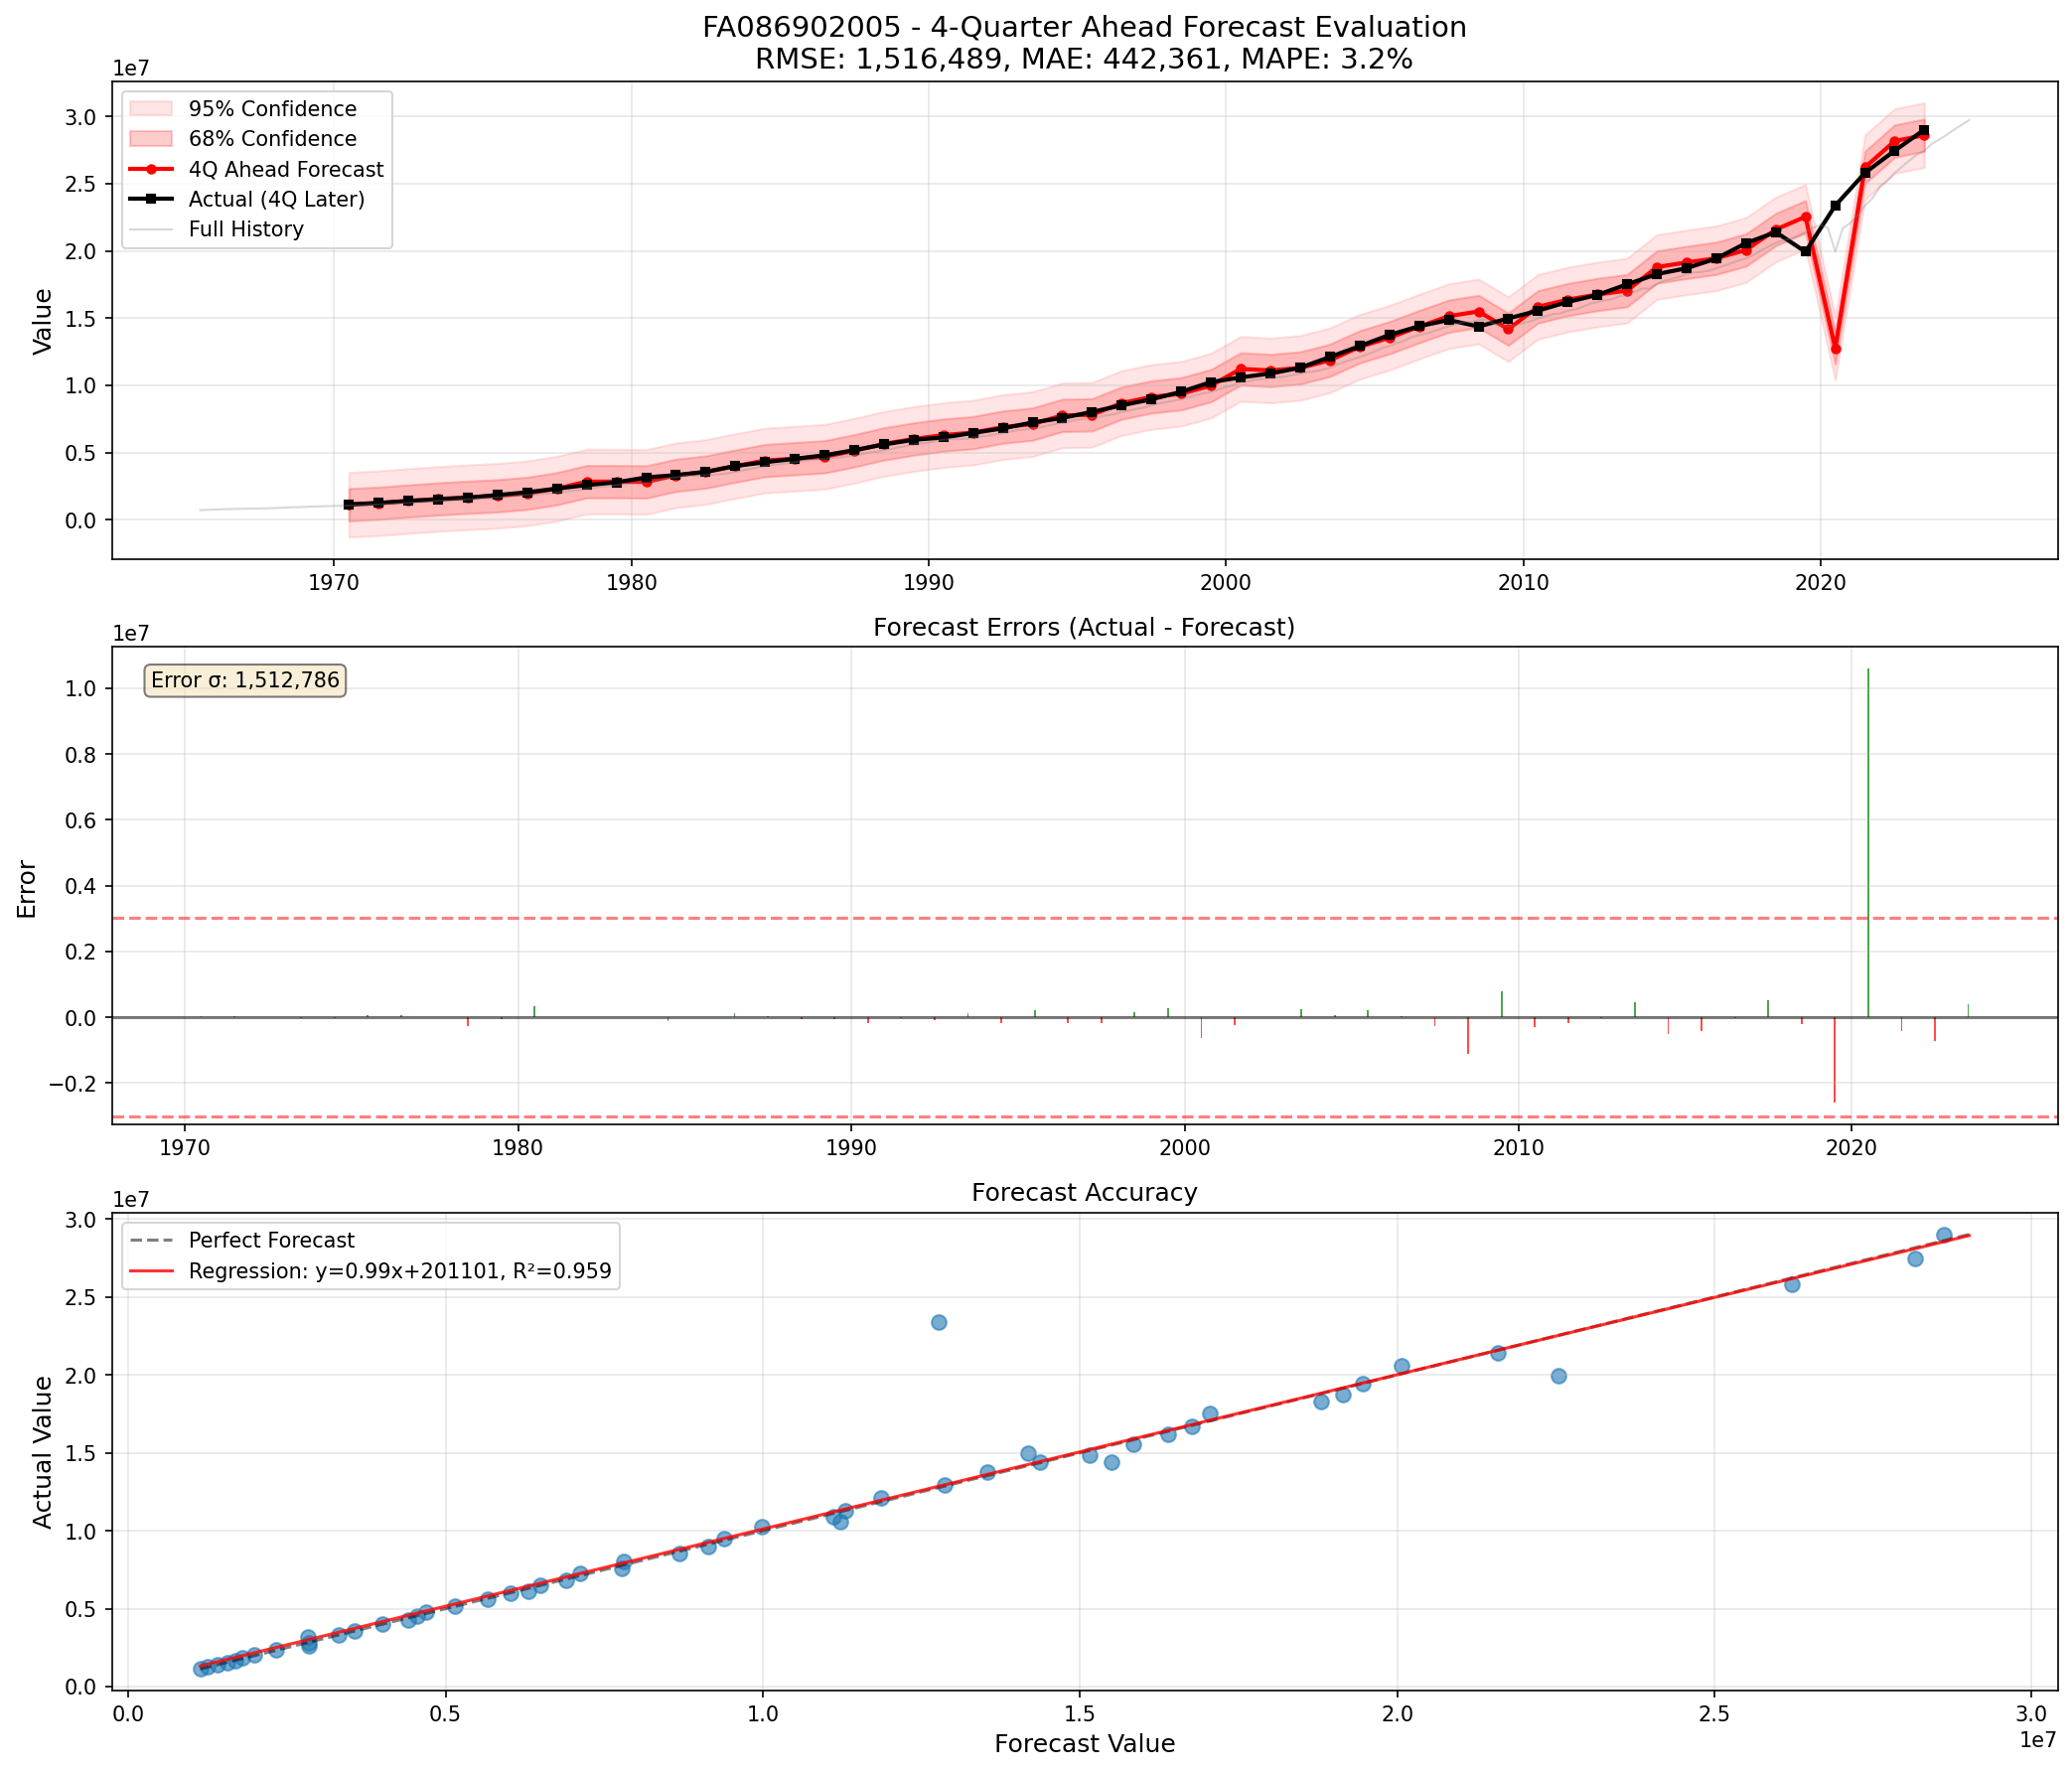 FA086902005 - 4-Quarter Ahead Forecast Evaluation
RMSE: 1,516,489, MAE: 442,361, MAPE: 3.2%
1e7
95% Confidence
68% Confidence
4Q Ahead Forecast
Actual (4Q Later)
Full History
3.0
2.5
2.0
1.5
1.0
0.5
0.0
Value
1970 1980 1990 2000 2010 2020
Forecast Errors (Actual - Forecast)
1e7
Error σ: 1,512,786
1.0
0.8
0.6
0.4
0.2
0.0
−0.2
Error
1970 1980 1990 2000 2010 2020
Forecast Accuracy
1e7
Perfect Forecast
Regression: y=0.99x+201101, R²=0.959
3.0
2.5
2.0
1.5
1.0
0.5
0.0
Actual Value
0.0 0.5 1.0 1.5 2.0 2.5 3.0
1e7
Forecast Value